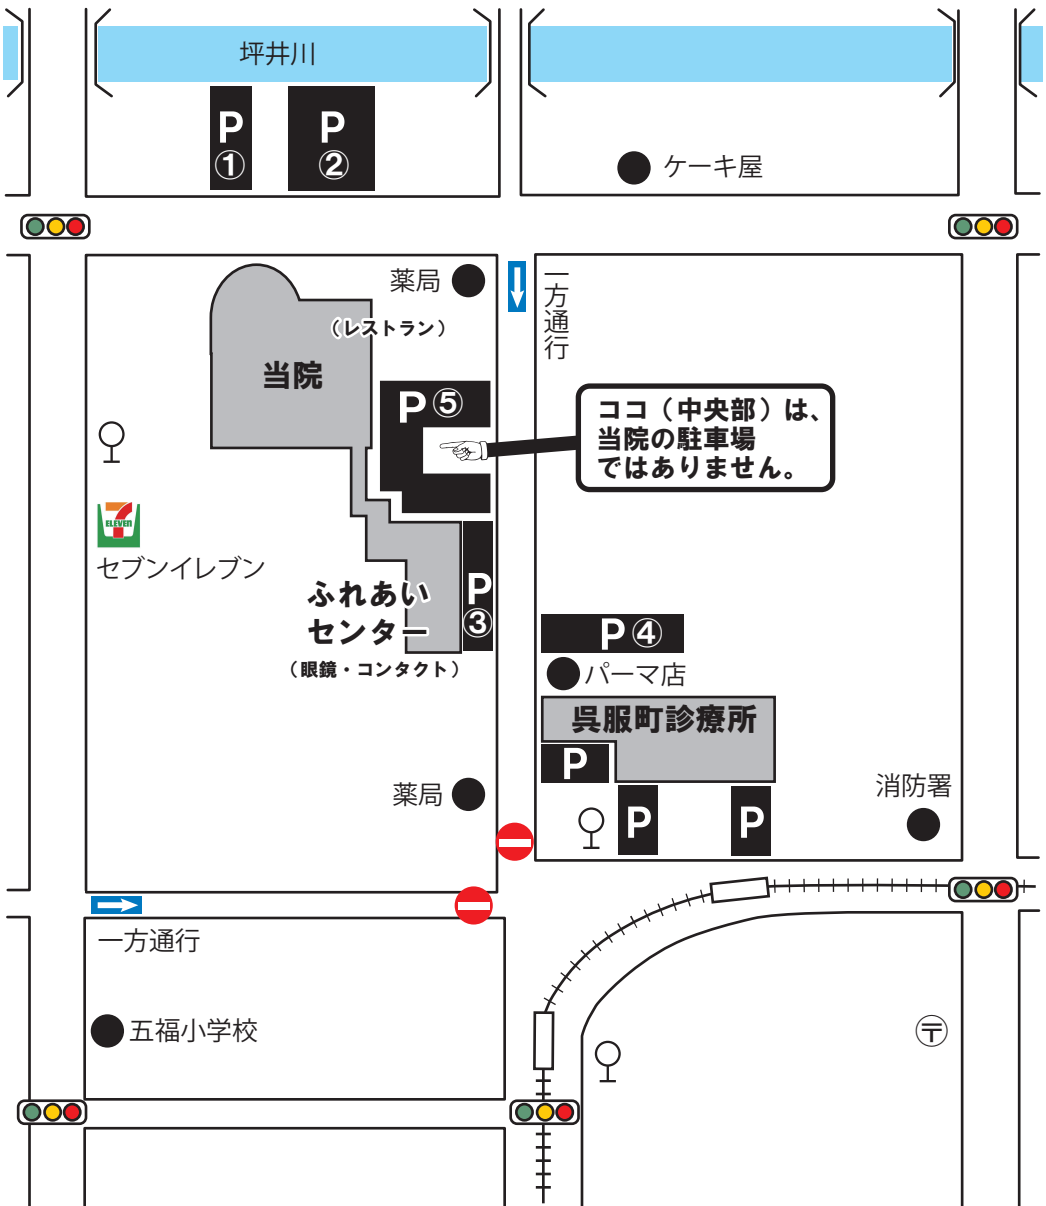 坪井川
P
①
P
②
ケーキ屋
薬局
一方通行
（レストラン）
当院
P⑤
ココ（中央部）は、
当院の駐車場
ではありません。
ELEVEN
セブンイレブン
ふれあい
センター
（眼鏡・コンタクト）
P
③
P④
パーマ店
呉服町診療所
P
薬局
P
P
消防署
一方通行
五福小学校
〒